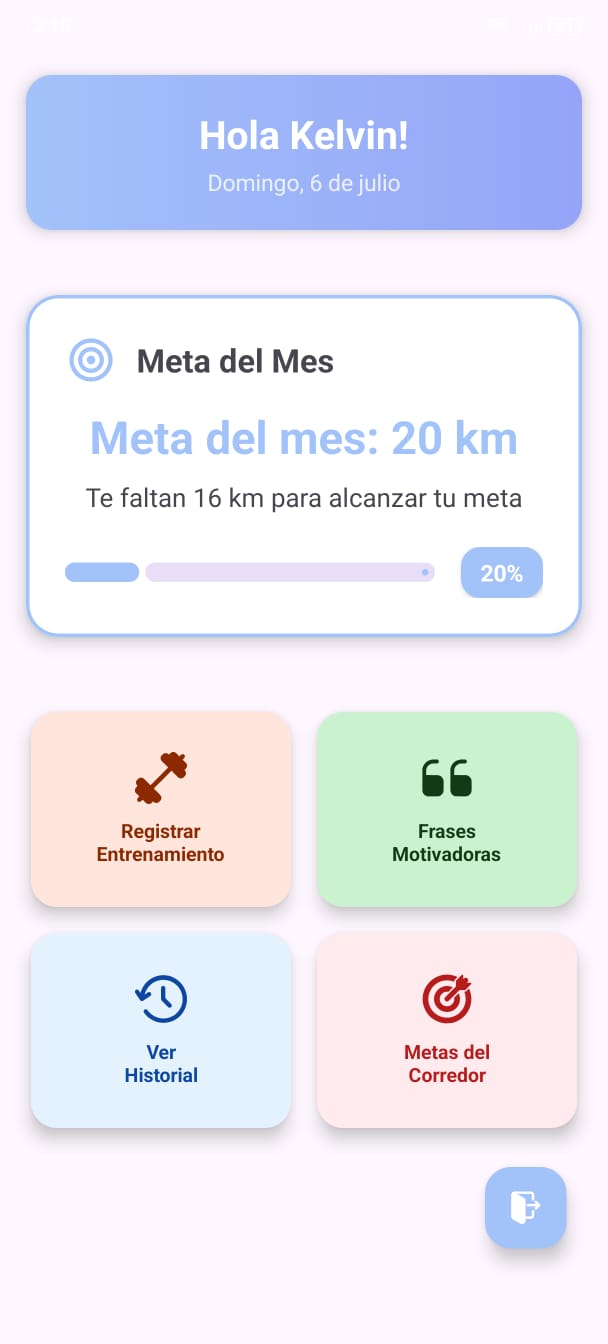 Hola Kelvin!
Domingo, 6 de julio
Meta del Mes
Meta del mes: 20 km
Te faltan 16 km para alcanzar tu meta
20%
Registrar
Entrenamiento
Frases
Motivadoras
Ver
Historial
Metas del
Corredor